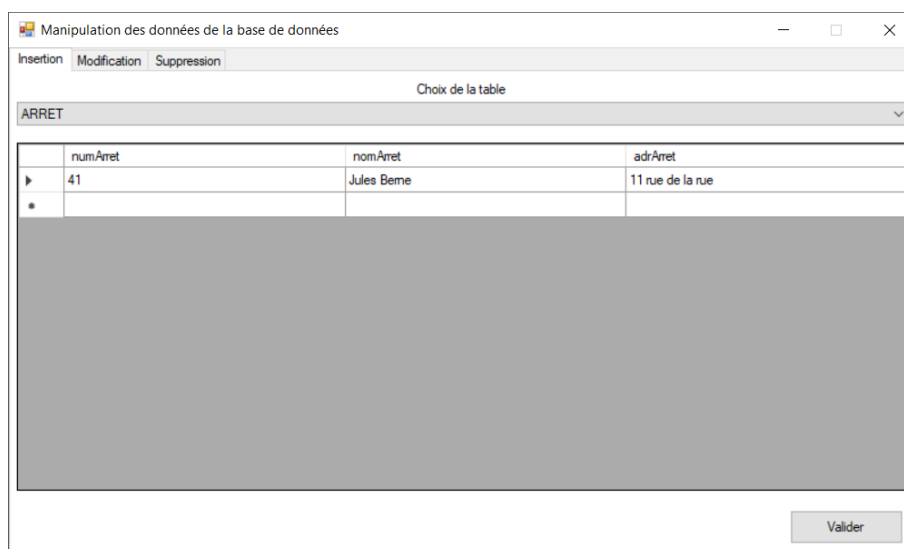 Manipulation des données de la base de données
Insertion Modification Suppression
Choix de la table
ARRET
numArret nomArret adrArret
41 Jules Berne 11 rue de la rue
Valider